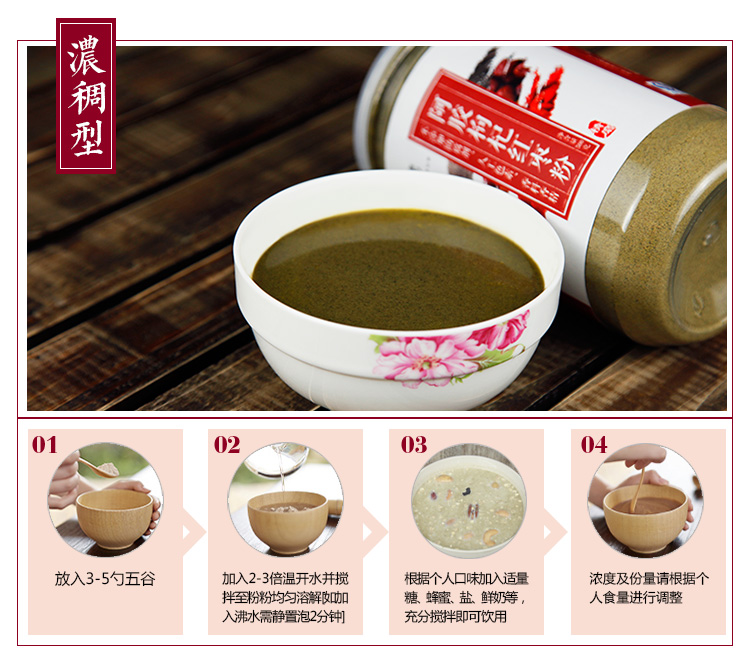 濃稠型
阿胶枸杞红枣粉
01
放入3-5勺五谷
02
加入2-3倍温开水并搅
拌至粉粉均匀溶解[如加
入沸水需静置泡2分钟]
03
根据个人口味加入适量
糖、蜂蜜、盐、鲜奶等，
充分搅拌即可饮用
04
浓度及份量请根据个
人食量进行调整